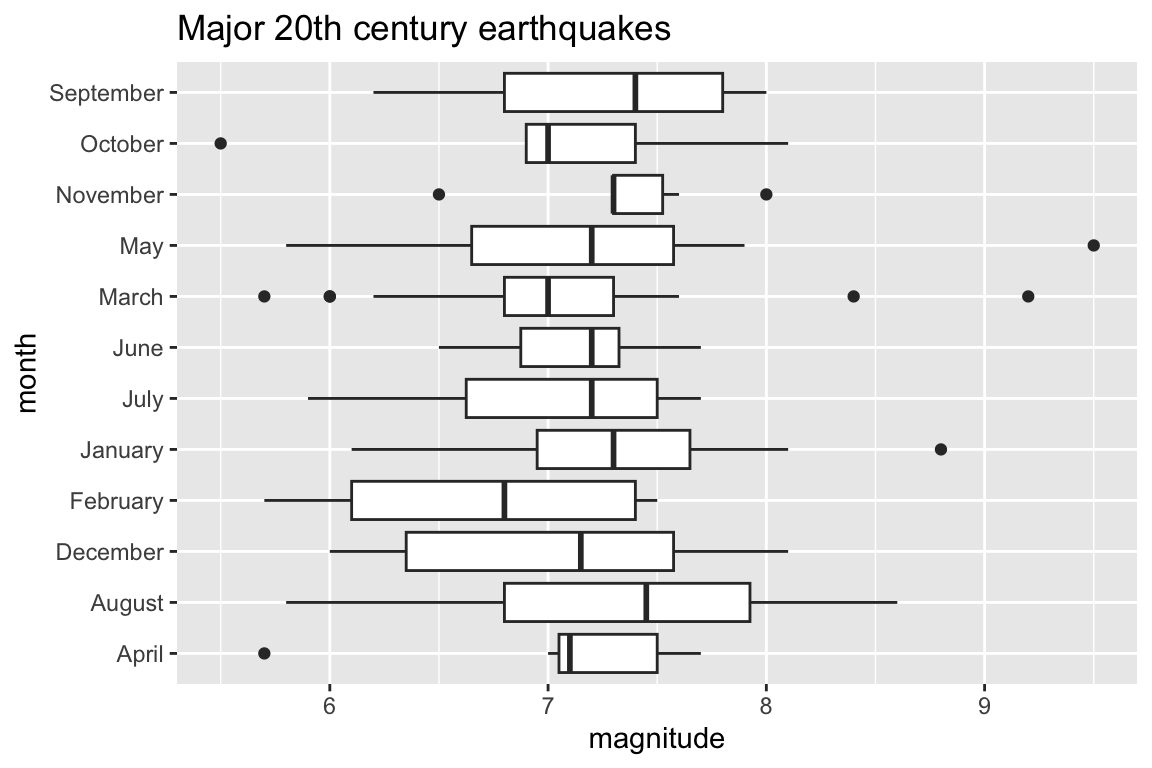 Major 20th century earthquakes
September
October
November
May
March
June
July
January
February
December
August
April
month
6 7 8 9
magnitude